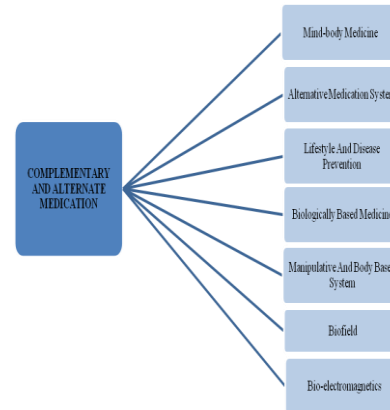 Mind-body Medicine
Alternative Medication System
Lifestyle And Disease
Prevention
COMPLEMENTARY
AND ALTERNATE
MEDICATION
Biologically Based Medicine
Manipulative And Body Base
System
Biofield
Bio-electromagnetics